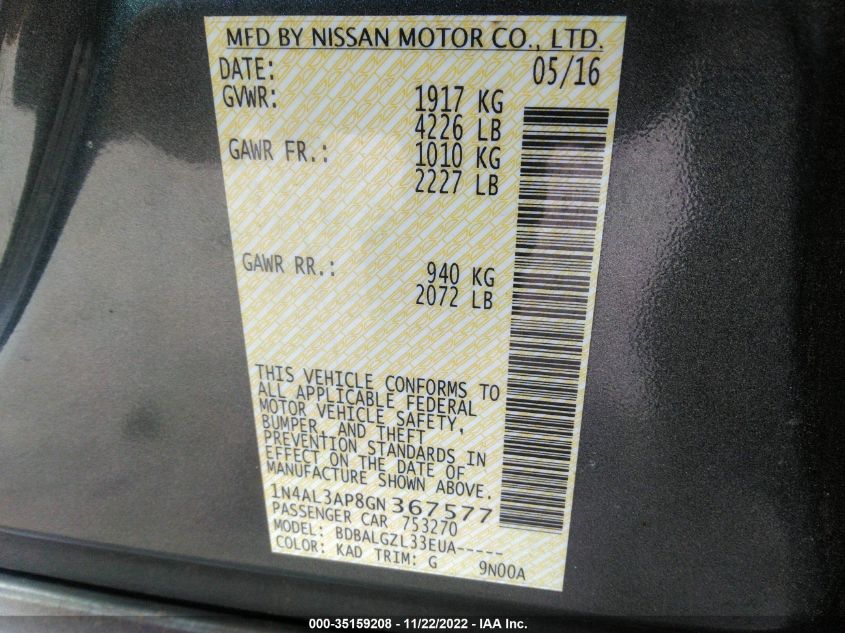 MFD BY NISSAN MOTOR CO., LTD.
DATE: 05/16
GVWR: 1917 KG
4226 LB
GAWR FR.: 1010 KG
2227 LB
GAWR RR.: 940 KG
2072 LB
THIS VEHICLE CONFORMS TO
ALL APPLICABLE FEDERAL
MOTOR VEHICLE SAFETY,
BUMPER, AND THEFT
PREVENTION STANDARDS IN
EFFECT ON THE DATE OF
MANUFACTURE SHOWN ABOVE.
1N4AL3AP8GN367577
PASSENGER CAR 753270
MODEL: BDBALGZL33EUA-----
COLOR: KAD TRIM: G 9N00A
000-35159208 - 11/22/2022 - IAA Inc.